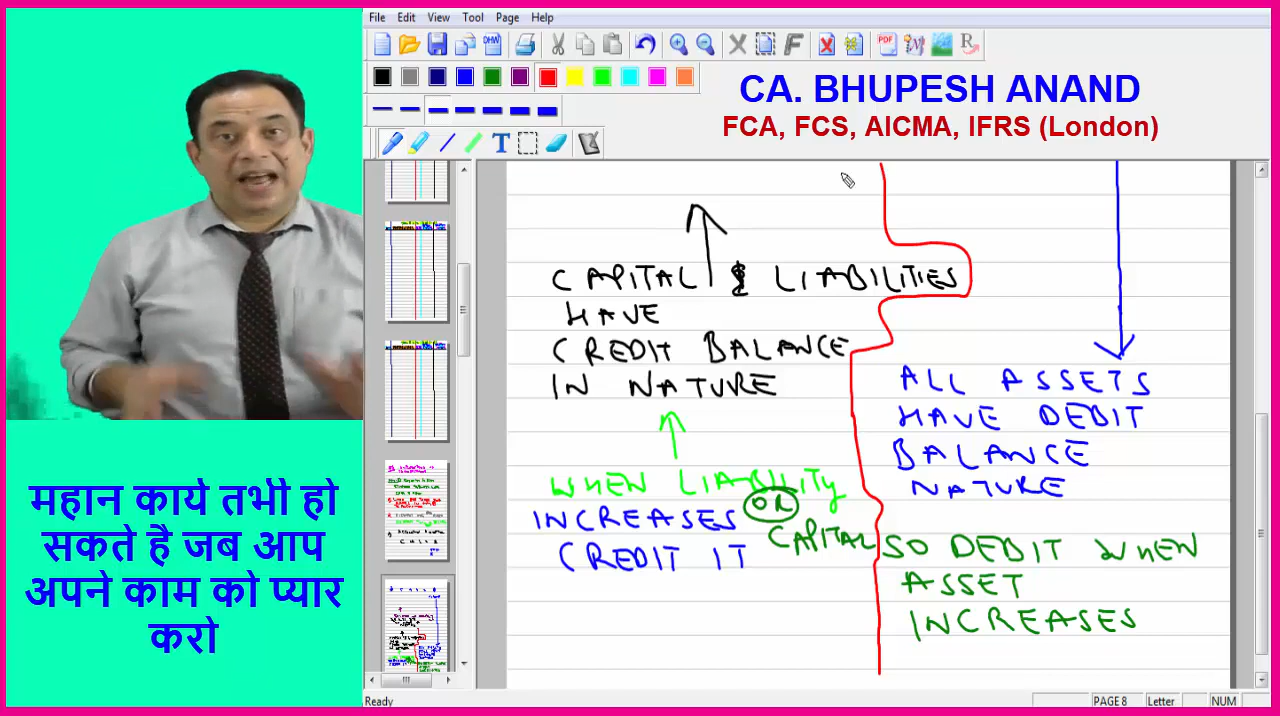 File Edit View Tool Page Help
CA. BHUPESH ANAND
FCA, FCS, AICMA, IFRS (London)
CAPITAL & LIABILITIES
HAVE
CREDIT BALANCE
IN NATURE
WHEN LIABILITy
OR
INCREASES
CAPITAL
CREDIT IT
ALL ASSETS
HAVE DEBIT
BALANCE
NATURE
SO DEBIT WHEN
ASSET
INCREASES
महान कार्य तभी हो
सकते है जब आप
अपने काम को प्यार
करो
Ready
PAGE 8 Letter NUM